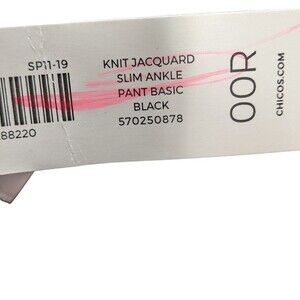 SP11-19
88220
KNIT JACQUARD
SLIM ANKLE
PANT BASIC
BLACK
570250878
00R
CHICOS.COM